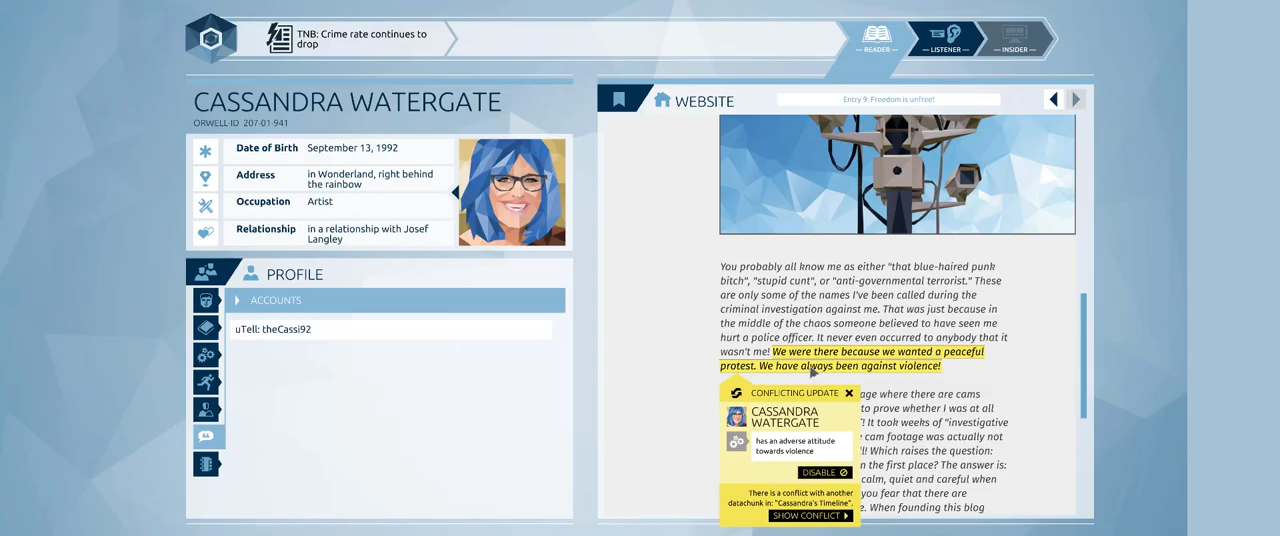 TNB: Crime rate continues to
drop
— READER —
— LISTENER —
— INSIDER —
CASSANDRA WATERGATE
ORWELL-ID 207-01-941
Date of Birth September 13, 1992
Address in Wonderland, right behind
the rainbow
Occupation Artist
Relationship in a relationship with Josef
Langley
PROFILE
ACCOUNTS
uTell: theCassi92
WEBSITE
Entry 9: Freedom is unfree!
You probably all know me as either "that blue-haired punk
bitch", "stupid cunt", or "anti-governmental terrorist." These
are only some of the names I've been called during the
criminal investigation against me. That was just because in
the middle of the chaos someone believed to have seen me
hurt a police officer. It never even occurred to anybody that it
wasn't me! We were there because we wanted a peaceful
protest. We have always been against violence!
age where there are cams
to prove whether I was at all
! It took weeks of "investigative
cam footage was actually not
! Which raises the question:
n the first place? The answer is:
calm, quiet and careful when
you fear that there are
e. When founding this blog
CONFLICTING UPDATE
CASSANDRA
WATERGATE
has an adverse attitude
towards violence
DISABLE
There is a conflict with another
datachunk in: "Cassandra's Timeline".
SHOW CONFLICT